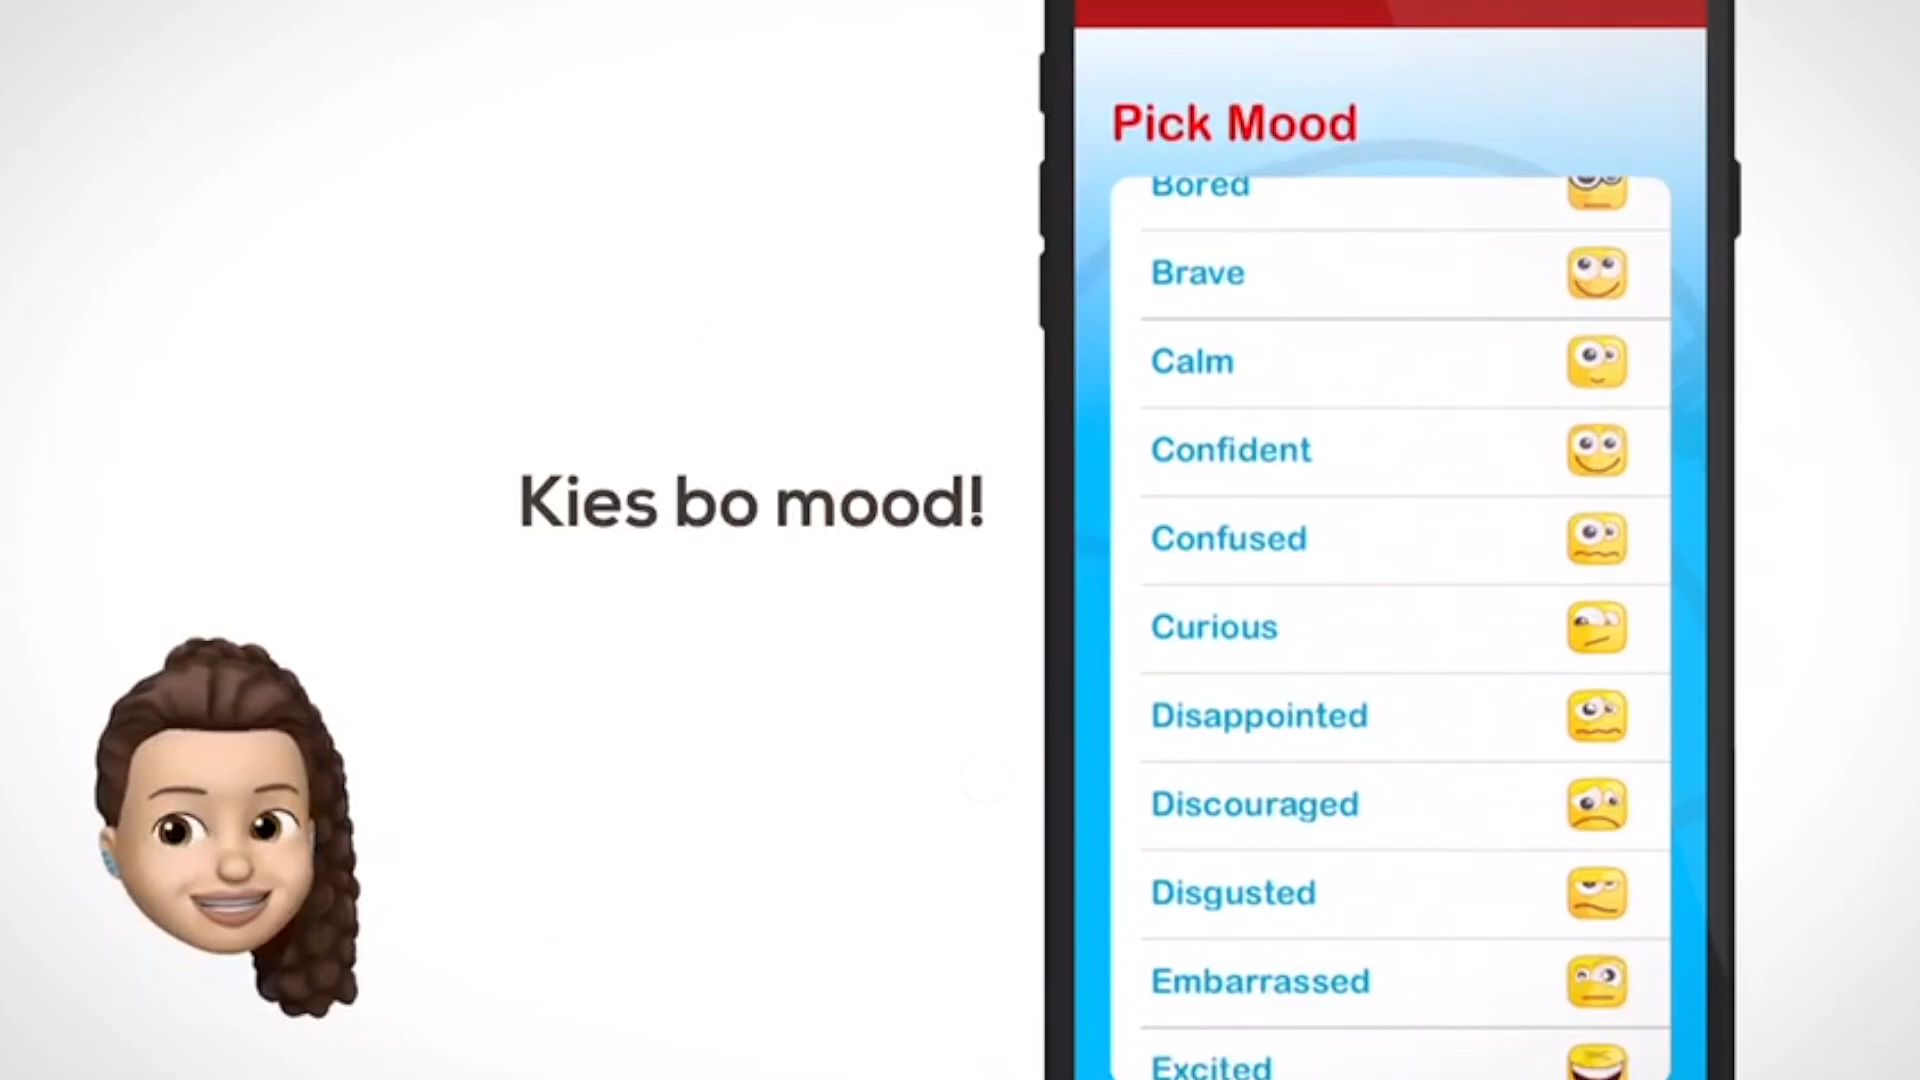 Kies bo mood!
Pick Mood
Bored
Brave
Calm
Confident
Confused
Curious
Disappointed
Discouraged
Disgusted
Embarrassed
Excited